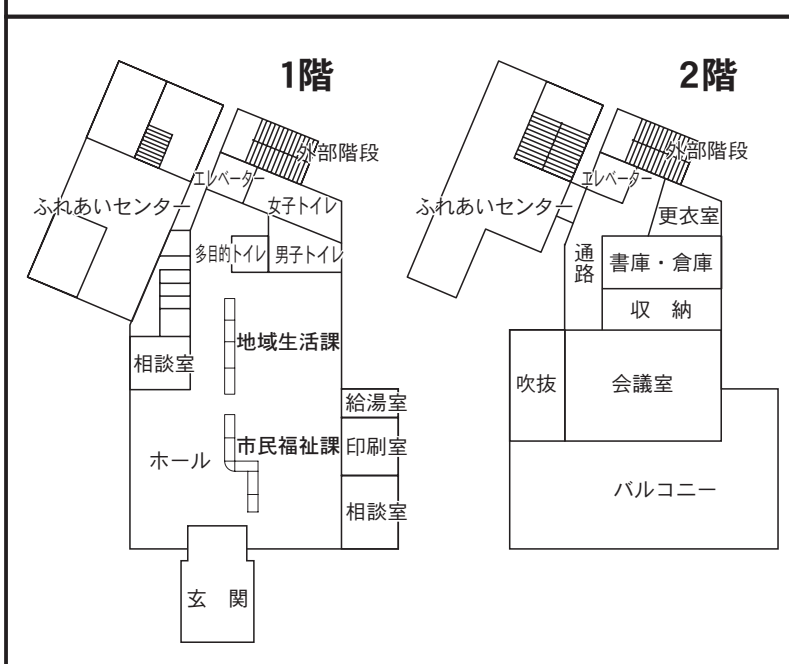 1階
外部階段
エレベーター
ふれあいセンター
女子トイレ
多目的トイレ
男子トイレ
地域生活課
相談室
給湯室
市民福祉課
印刷室
ホール
相談室
玄 関
2階
外部階段
エレベーター
ふれあいセンター
更衣室
通路
書庫・倉庫
収 納
吹抜
会議室
バルコニー